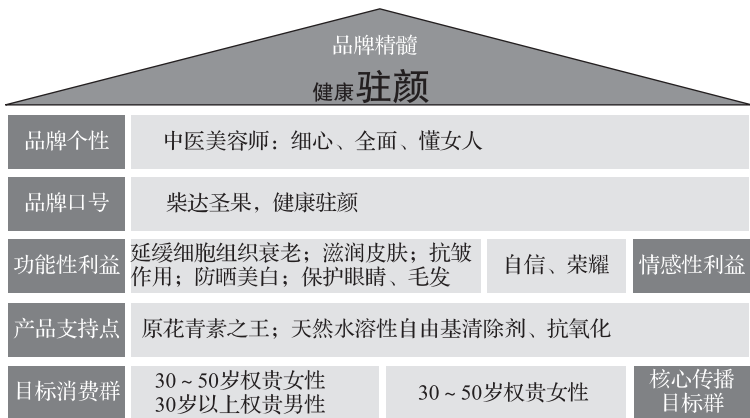 品牌精髓
健康驻颜
品牌个性
中医美容师：细心、全面、懂女人
品牌口号
柴达圣果，健康驻颜
功能性利益
延缓细胞组织衰老；滋润皮肤；抗皱
作用；防晒美白；保护眼睛、毛发
自信、荣耀
情感性利益
产品支持点
原花青素之王；天然水溶性自由基清除剂、抗氧化
目标消费群
30～50岁权贵女性
30岁以上权贵男性
30～50岁权贵女性
核心传播
目标群